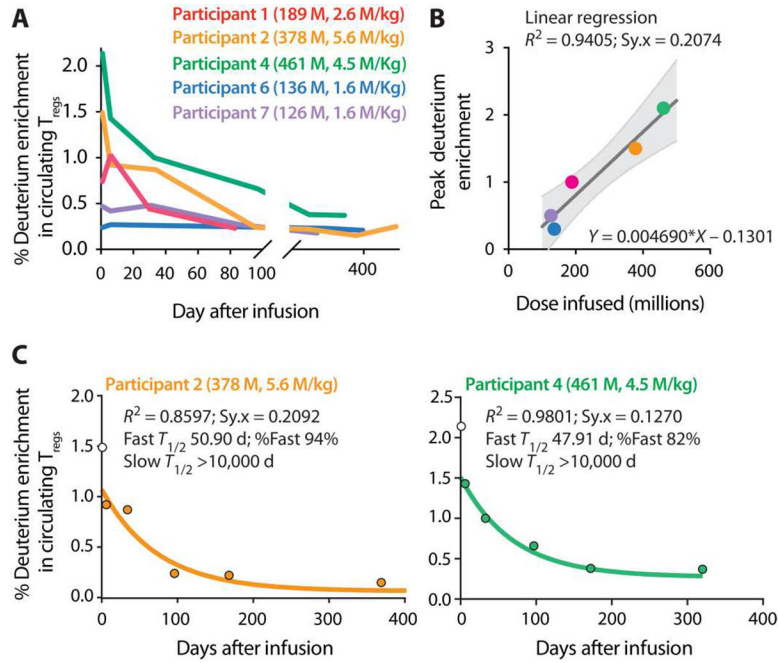 A
Participant 1 (189 M, 2.6 M/kg)
Participant 2 (378 M, 5.6 M/kg)
Participant 4 (461 M, 4.5 M/Kg)
Participant 6 (136 M, 1.6 M/kg)
Participant 7 (126 M, 1.6 M/kg)
% Deuterium enrichment
in circulating Tregs
2.0
1.5
1.0
0.5
0.0
0 20 40 60 80 100 400
Day after infusion
B
Linear regression
R² = 0.9405; Sy.x = 0.2074
Peak deuterium
enrichment
3
2
1
0
Y = 0.004690*X – 0.1301
0 200 400 600
Dose infused (millions)
C
Participant 2 (378 M, 5.6 M/kg)
R² = 0.8597; Sy.x = 0.2092
Fast T1/2 50.90 d; %Fast 94%
Slow T1/2 >10,000 d
% Deuterium enrichment
in circulating Tregs
2.0
1.5
1.0
0.5
0.0
0 100 200 300 400
Days after infusion
Participant 4 (461 M, 4.5 M/kg)
R² = 0.9801; Sy.x = 0.1270
Fast T1/2 47.91 d; %Fast 82%
Slow T1/2 >10,000 d
2.5
2.0
1.5
1.0
0.5
0.0
0 100 200 300 400
Days after infusion